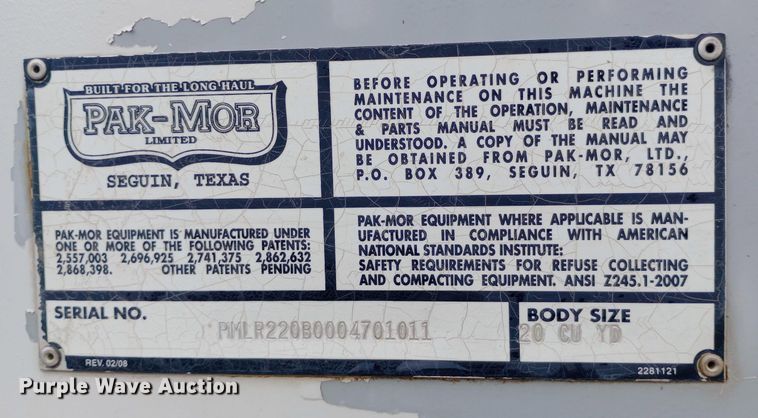 BUILT FOR THE LONG HAUL
PAK-MOR
LIMITED
SEGUIN, TEXAS
BEFORE OPERATING OR PERFORMING
MAINTENANCE ON THIS MACHINE THE
CONTENT OF THE OPERATION, MAINTENANCE
& PARTS MANUAL MUST BE READ AND
UNDERSTOOD. A COPY OF THE MANUAL MAY
BE OBTAINED FROM PAK-MOR, LTD.,
P.O. BOX 389, SEGUIN, TX 78156
PAK-MOR EQUIPMENT IS MANUFACTURED UNDER
ONE OR MORE OF THE FOLLOWING PATENTS:
2,557,003 2,696,925 2,741,375 2,862,632
2,868,398. OTHER PATENTS PENDING
PAK-MOR EQUIPMENT WHERE APPLICABLE IS MAN-
UFACTURED IN COMPLIANCE WITH AMERICAN
NATIONAL STANDARDS INSTITUTE:
SAFETY REQUIREMENTS FOR REFUSE COLLECTING
AND COMPACTING EQUIPMENT. ANSI Z245.1-2007
SERIAL NO.
PMLR220B0004701011
BODY SIZE
20 CU YD
REV. 02/08
2281121
Purple Wave Auction